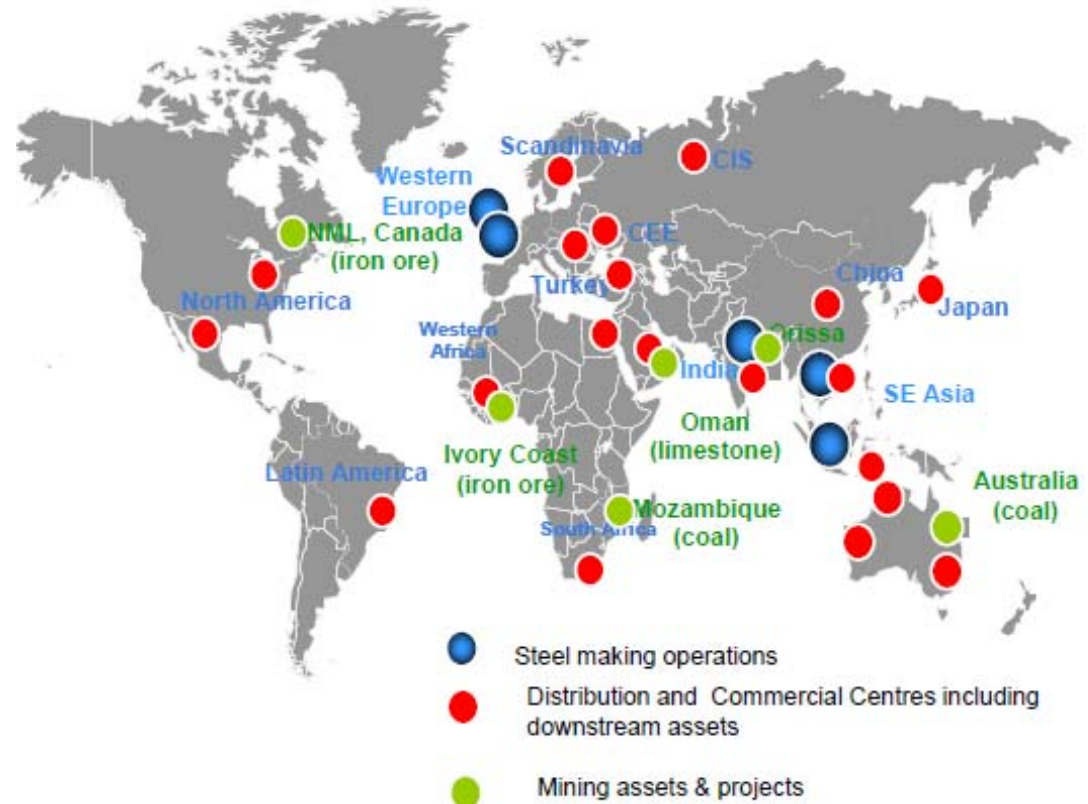 Scandinavia
CIS
Western
Europe
NML, Canada
(iron ore)
CEE
North America
Turkey
China
Japan
Western
Africa
Orissa
India
SE Asia
Oman
(limestone)
Ivory Coast
(iron ore)
Latin America
Australia
(coal)
Mozambique
(coal)
South Africa
Steel making operations
Distribution and Commercial Centres including
downstream assets
Mining assets & projects